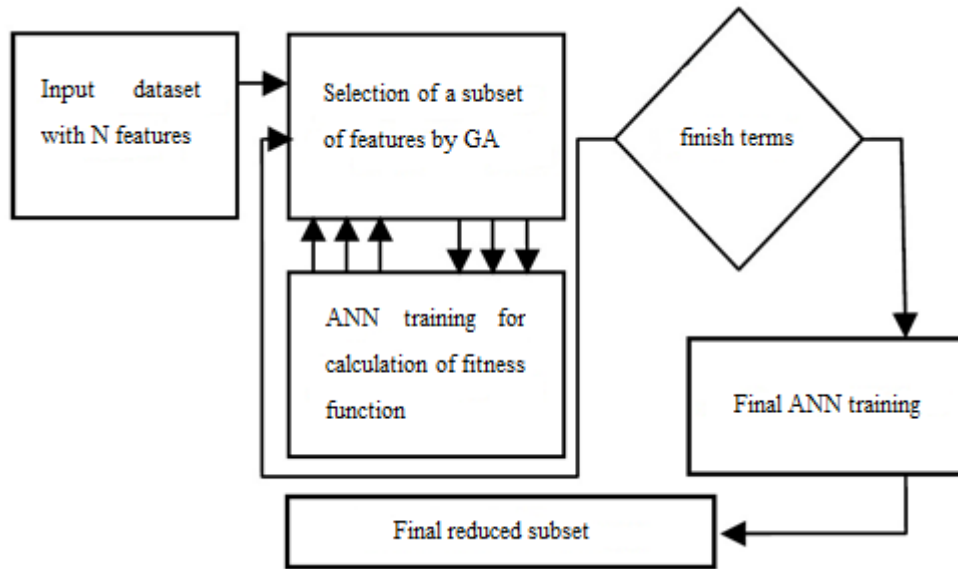 Input dataset
with N features
Selection of a subset
of features by GA
finish terms
ANN training for
calculation of fitness
function
Final ANN training
Final reduced subset